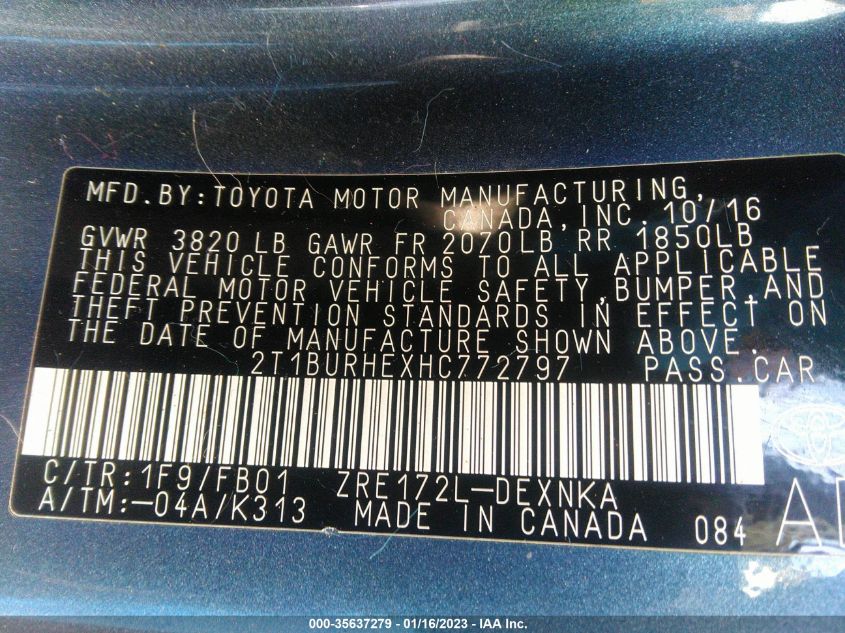 MFD.BY:TOYOTA MOTOR MANUFACTURING,
CANADA,INC.10/16
GVWR 3820 LB GAWR FR 2070LB RR 1850LB
THIS VEHICLE CONFORMS TO ALL APPLICABLE
FEDERAL MOTOR VEHICLE SAFETY,BUMPER,AND
THEFT PREVENTION STANDARDS IN EFFECT ON
THE DATE OF MANUFACTURE SHOWN ABOVE.
2T1BURHEXHC772797 PASS.CAR
C/TR:1F9/FB01 ZRE172L-DEXNKA
A/TM:-04A/K313 MADE IN CANADA 084
000-35637279 - 01/16/2023 - IAA Inc.